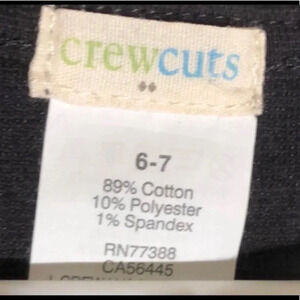 crewcuts
6-7
89% Cotton
10% Polyester
1% Spandex
RN77388
CA56445